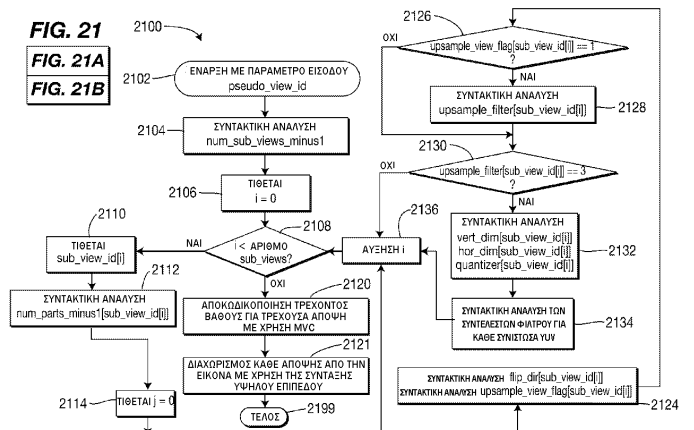 FIG. 21
FIG. 21A
FIG. 21B
2100
2102
ΕΝΑΡΞΗ ΜΕ ΠΑΡΑΜΕΤΡΟ ΕΙΣΟΔΟΥ
pseudo_view_id
2104
ΣΥΝΤΑΚΤΙΚΗ ΑΝΑΛΥΣΗ
num_sub_views_minus1
2106
ΤΙΘΕΤΑΙ
i = 0
2108
i < ΑΡΙΘΜΟ
sub_views?
ΝΑΙ
ΟΧΙ
2110
ΤΙΘΕΤΑΙ
sub_view_id[i]
2112
ΣΥΝΤΑΚΤΙΚΗ ΑΝΑΛΥΣΗ
num_parts_minus1[sub_view_id[i]]
2114
ΤΙΘΕΤΑΙ j = 0
2120
ΑΠΟΚΩΔΙΚΟΠΟΙΗΣΗ ΤΡΕΧΟΝΤΟΣ
ΒΑΘΟΥΣ ΓΙΑ ΤΡΕΧΟΥΣΑ ΑΠΟΨΗ
ΜΕ ΧΡΗΣΗ MVC
2121
ΔΙΑΧΩΡΙΣΜΟΣ ΚΑΘΕ ΑΠΟΨΗΣ ΑΠΟ ΤΗΝ
ΕΙΚΟΝΑ ΜΕ ΧΡΗΣΗ ΤΗΣ ΣΥΝΤΑΞΗΣ
ΥΨΗΛΟΥ ΕΠΙΠΕΔΟΥ
ΤΕΛΟΣ
2199
2126
upsample_view_flag[sub_view_id[i]] == 1
?
ΟΧΙ
ΝΑΙ
ΣΥΝΤΑΚΤΙΚΗ ΑΝΑΛΥΣΗ
upsample_filter[sub_view_id[i]]
2128
2130
upsample_filter[sub_view_id[i]] == 3
?
ΟΧΙ
ΝΑΙ
2136
ΑΥΞΗΣΗ i
ΣΥΝΤΑΚΤΙΚΗ ΑΝΑΛΥΣΗ
vert_dim[sub_view_id[i]]
hor_dim[sub_view_id[i]]
quantizer[sub_view_id[i]]
2132
ΣΥΝΤΑΚΤΙΚΗ ΑΝΑΛΥΣΗ ΤΩΝ
ΣΥΝΤΕΛΕΣΤΩΝ ΦΙΛΤΡΟΥ ΓΙΑ
ΚΑΘΕ ΣΥΝΙΣΤΩΣΑ YUV
2134
ΣΥΝΤΑΚΤΙΚΗ ΑΝΑΛΥΣΗ flip_dir[sub_view_id[i]]
ΣΥΝΤΑΚΤΙΚΗ ΑΝΑΛΥΣΗ upsample_view_flag[sub_view_id[i]]
2124